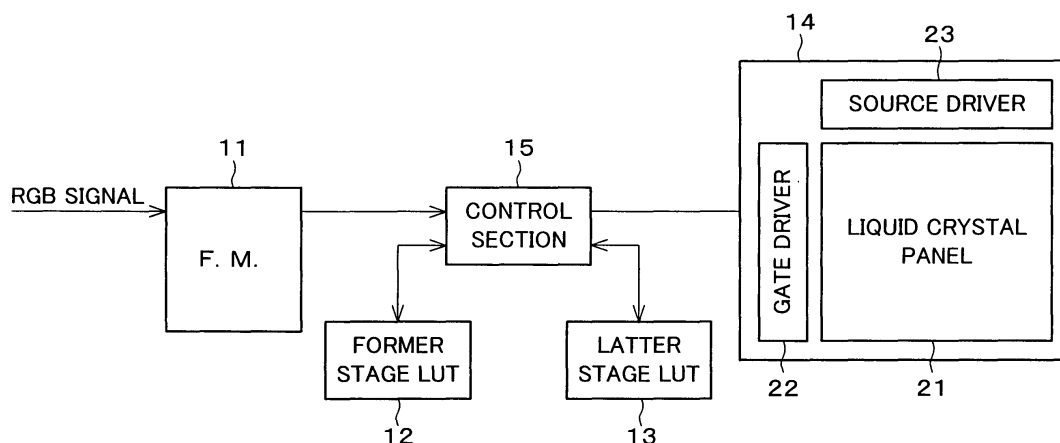 14
23
SOURCE DRIVER
11
15
RGB SIGNAL
F. M.
CONTROL
SECTION
GATE DRIVER
LIQUID CRYSTAL
PANEL
FORMER
STAGE LUT
LATTER
STAGE LUT
22
21
12
13